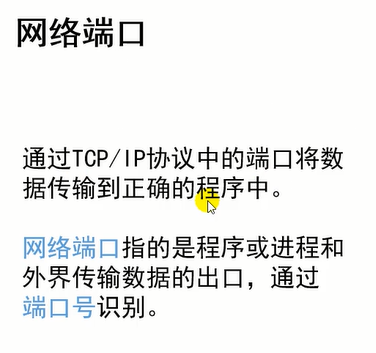 网络端口
通过TCP/IP协议中的端口将数
据传输到正确的程序中。
网络端口指的是程序或进程和
外界传输数据的出口，通过
端口号识别。